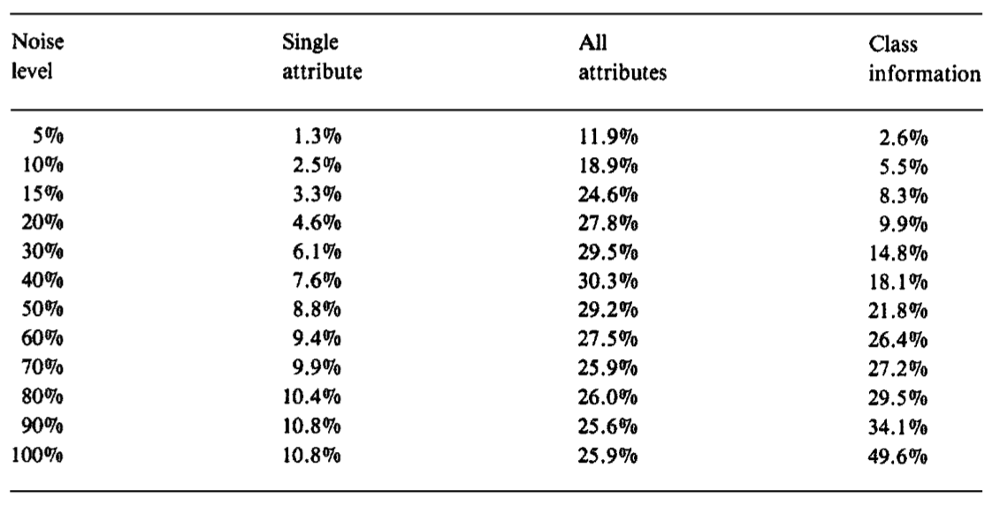 Noise level Single attribute All attributes Class information
5% 1.3% 11.9% 2.6%
10% 2.5% 18.9% 5.5%
15% 3.3% 24.6% 8.3%
20% 4.6% 27.8% 9.9%
30% 6.1% 29.5% 14.8%
40% 7.6% 30.3% 18.1%
50% 8.8% 29.2% 21.8%
60% 9.4% 27.5% 26.4%
70% 9.9% 25.9% 27.2%
80% 10.4% 26.0% 29.5%
90% 10.8% 25.6% 34.1%
100% 10.8% 25.9% 49.6%